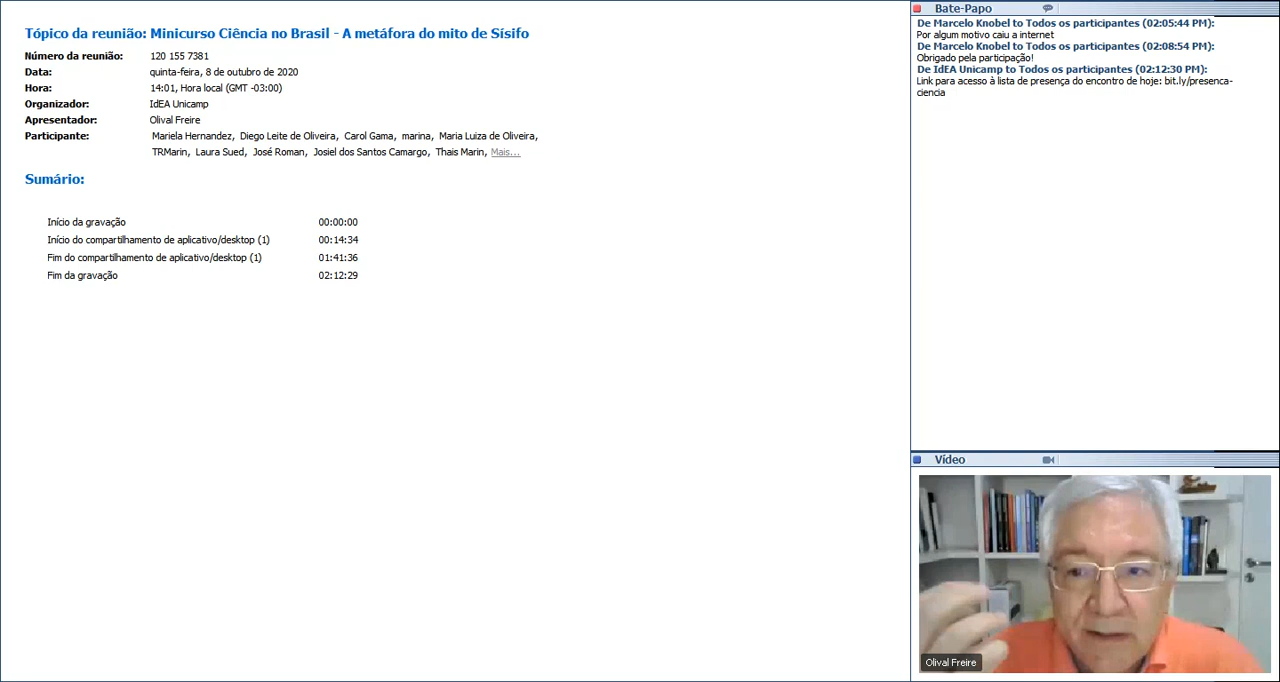 Tópico da reunião: Minicurso Ciência no Brasil - A metáfora do mito de Sísifo
Número da reunião: 120 155 7381
Data: quinta-feira, 8 de outubro de 2020
Hora: 14:01, Hora local (GMT -03:00)
Organizador: IdEA Unicamp
Apresentador: Olival Freire
Participante: Mariela Hernandez, Diego Leite de Oliveira, Carol Gama, marina, Maria Luiza de Oliveira,
TRMarin, Laura Sued, José Roman, Josiel dos Santos Camargo, Thais Marin, Mais...
Sumário:
Início da gravação 00:00:00
Início do compartilhamento de aplicativo/desktop (1) 00:14:34
Fim do compartilhamento de aplicativo/desktop (1) 01:41:36
Fim da gravação 02:12:29
Bate-Papo
De Marcelo Knobel to Todos os participantes (02:05:44 PM):
Por algum motivo caiu a internet
De Marcelo Knobel to Todos os participantes (02:08:54 PM):
Obrigado pela participação!
De IdEA Unicamp to Todos os participantes (02:12:30 PM):
Link para acesso à lista de presença do encontro de hoje: bit.ly/presenca-
ciencia
Vídeo
Olival Freire